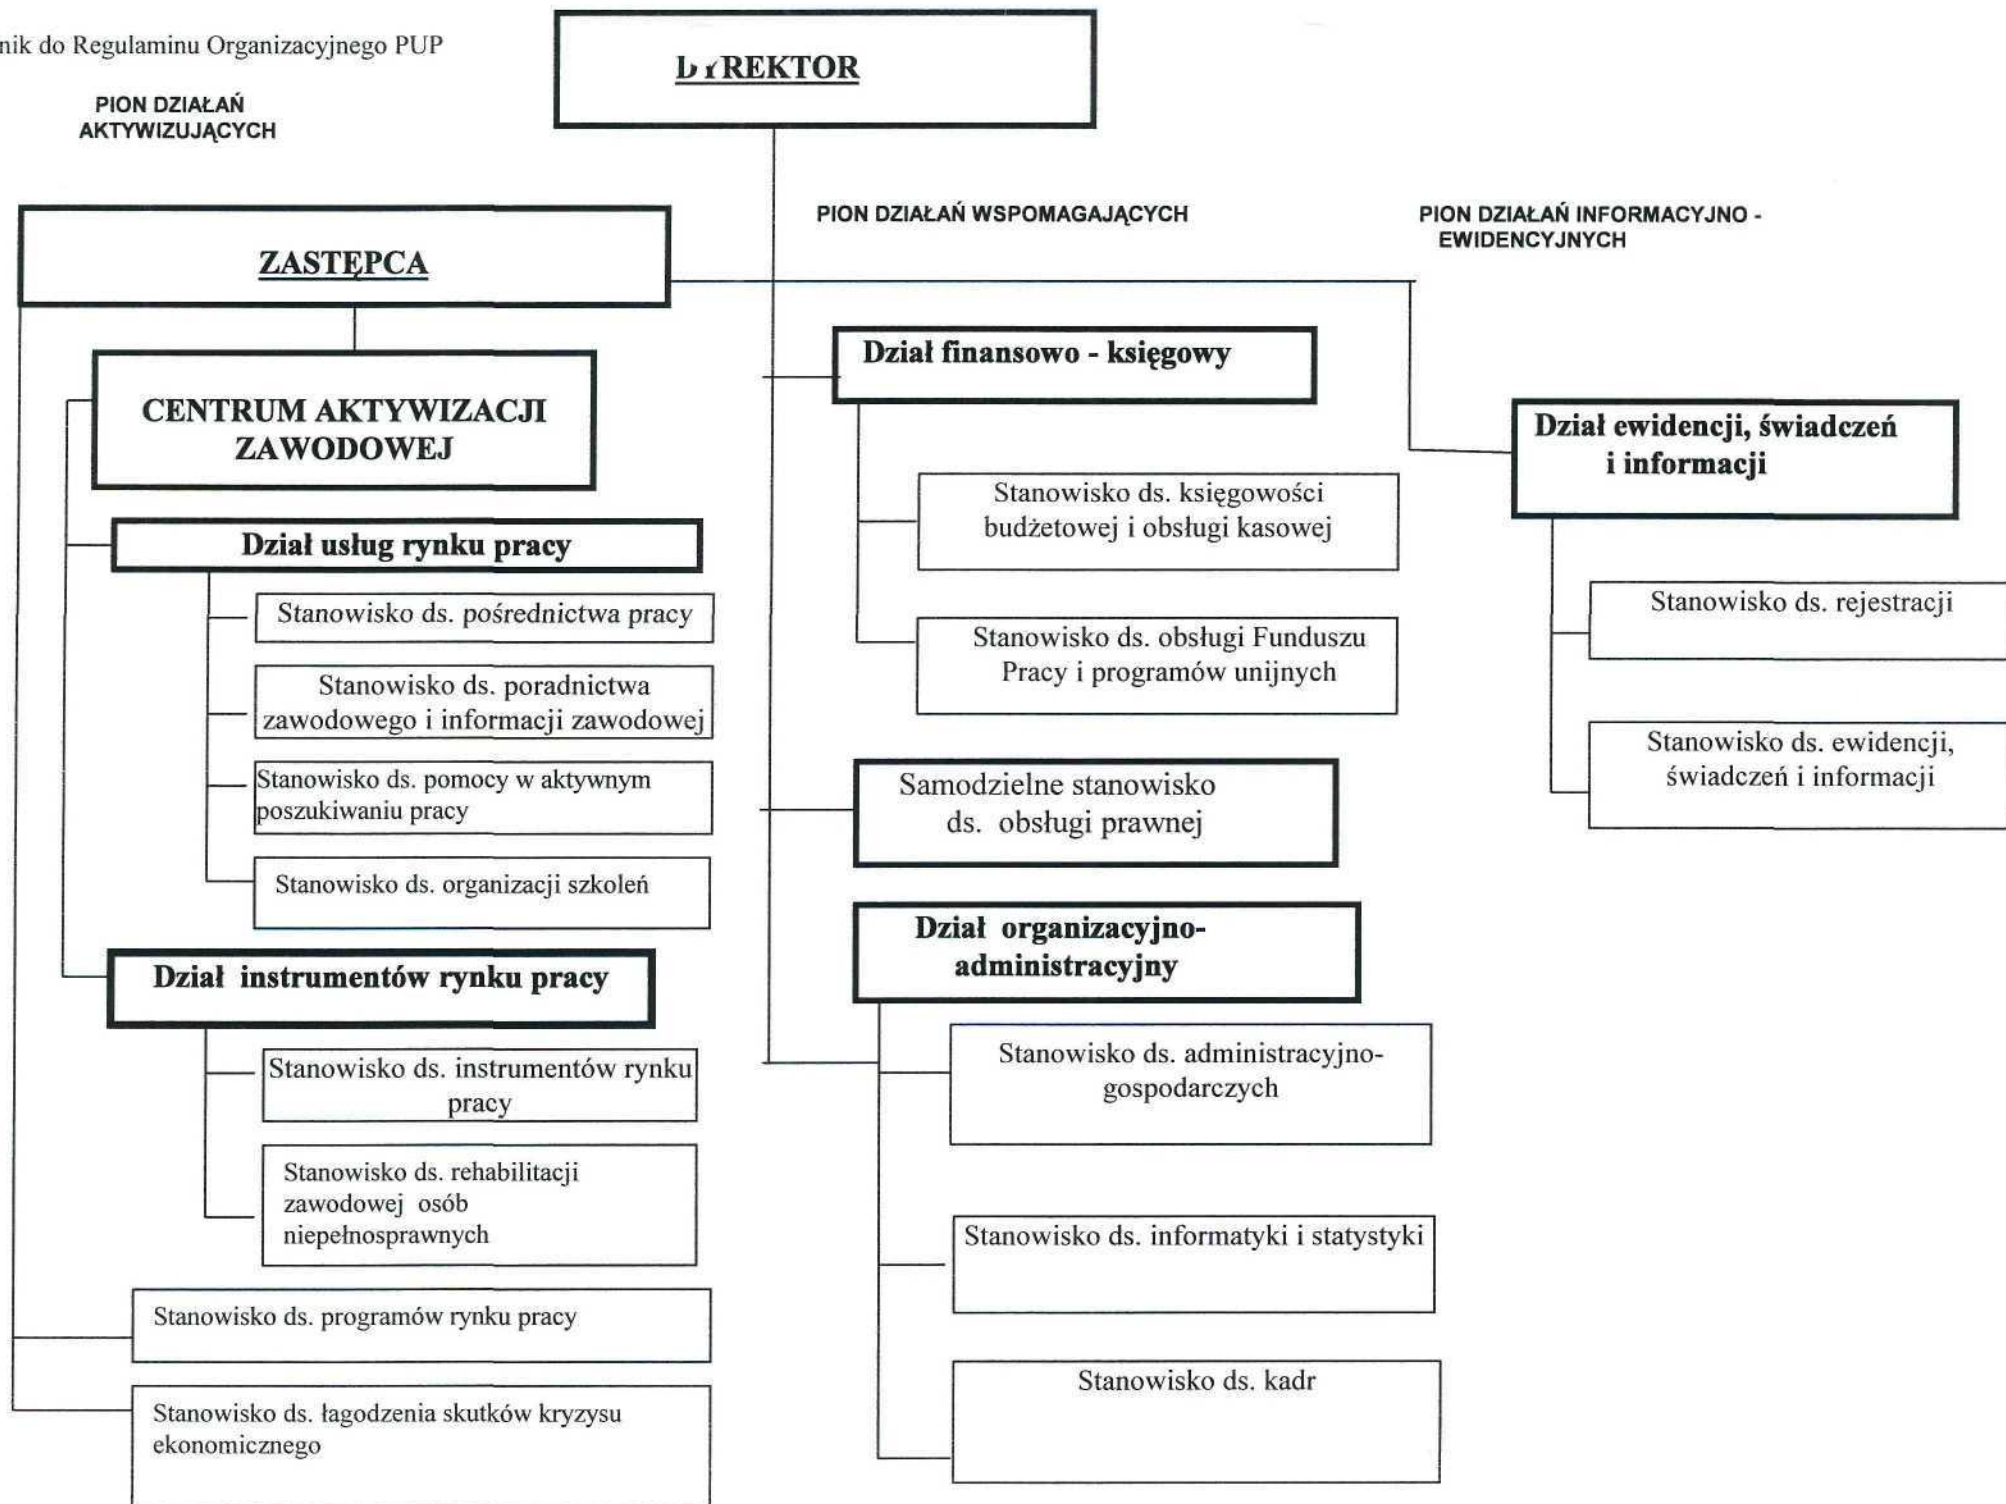 nik do Regulaminu Organizacyjnego PUP
DYREKTOR
PION DZIAŁAŃ
AKTYWIZUJĄCYCH
ZASTĘPCA
CENTRUM AKTYWIZACJI
ZAWODOWEJ
Dział usług rynku pracy
Stanowisko ds. pośrednictwa pracy
Stanowisko ds. poradnictwa
zawodowego i informacji zawodowej
Stanowisko ds. pomocy w aktywnym
poszukiwaniu pracy
Stanowisko ds. organizacji szkoleń
Dział instrumentów rynku pracy
Stanowisko ds. instrumentów rynku
pracy
Stanowisko ds. rehabilitacji
zawodowej osób
niepełnosprawnych
Stanowisko ds. programów rynku pracy
Stanowisko ds. łagodzenia skutków kryzysu
ekonomicznego
PION DZIAŁAŃ WSPOMAGAJĄCYCH
Dział finansowo - księgowy
Stanowisko ds. księgowości
budżetowej i obsługi kasowej
Stanowisko ds. obsługi Funduszu
Pracy i programów unijnych
Samodzielne stanowisko
ds. obsługi prawnej
Dział organizacyjno-
administracyjny
Stanowisko ds. administracyjno-
gospodarczych
Stanowisko ds. informatyki i statystyki
Stanowisko ds. kadr
PION DZIAŁAŃ INFORMACYJNO -
EWIDENCYJNYCH
Dział ewidencji, świadczeń
i informacji
Stanowisko ds. rejestracji
Stanowisko ds. ewidencji,
świadczeń i informacji